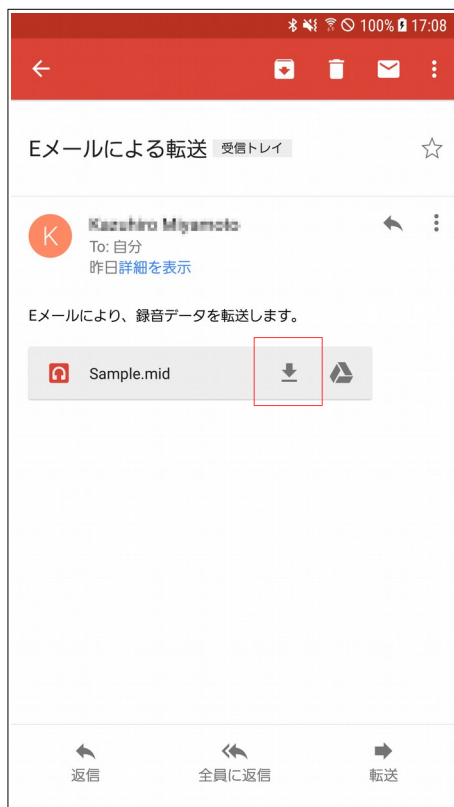 100% 17:08
Eメールによる転送 受信トレイ
K
To: 自分
昨日詳細を表示
Eメールにより、録音データを転送します。
Sample.mid
返信 全員に返信 転送